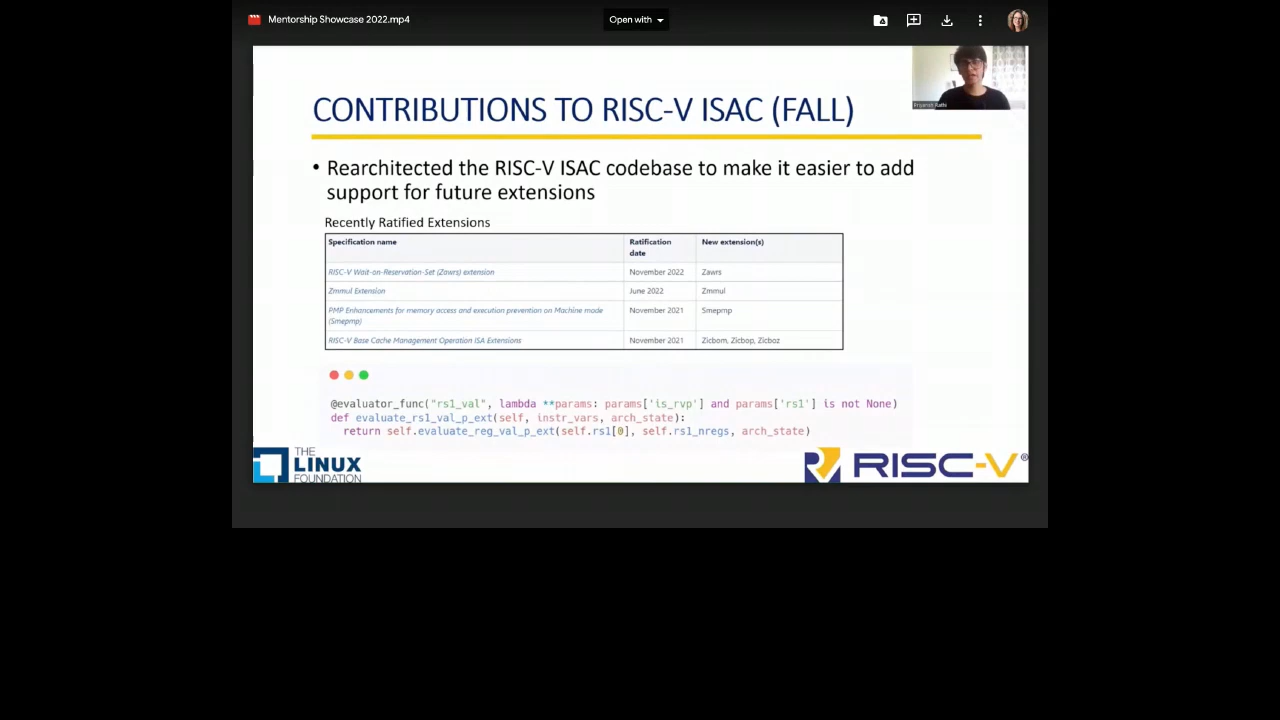 Mentorship Showcase 2022.mp4
Open with
CONTRIBUTIONS TO RISC-V ISAC (FALL)
• Rearchitected the RISC-V ISAC codebase to make it easier to add
support for future extensions
Recently Ratified Extensions
Specification name
Ratification
date
New extension(s)
RISC-V Wait-on-Reservation-Set (Zawrs) extension
November 2022
Zawrs
Zmmul Extension
June 2022
Zmmul
PMP Enhancements for memory access and execution prevention on Machine mode
(Smepmp)
November 2021
Smepmp
RISC-V Base Cache Management Operation ISA Extensions
November 2021
Zicbom, Zicbop, Zicboz
@evaluator_func("rs1_val", lambda **params: params['is_rvp'] and params['rs1'] is not None)
def evaluate_rs1_val_p_ext(self, instr_vars, arch_state):
return self.evaluate_reg_val_p_ext(self.rs1[0], self.rs1_nregs, arch_state)
THE
LINUX
FOUNDATION
RISC-V®